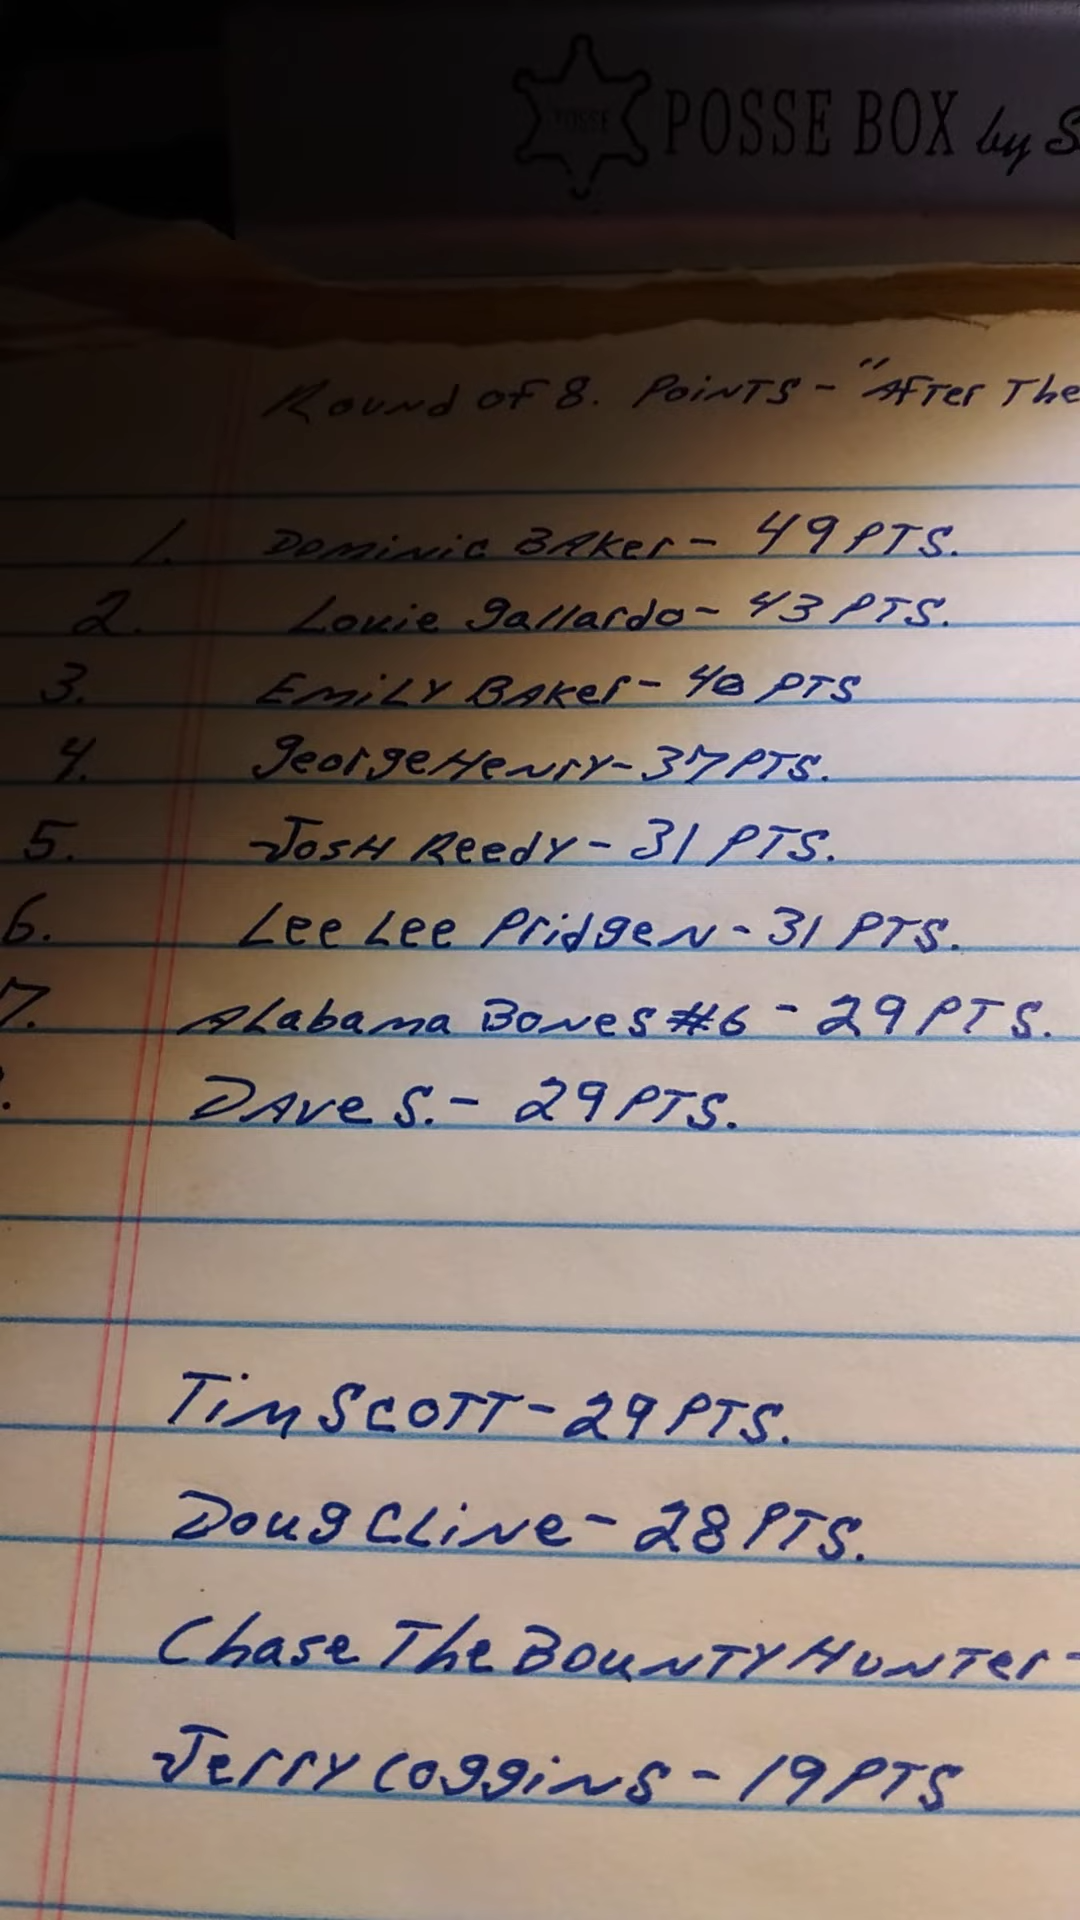 POSSE
POSSE BOX by S
Round of 8. Points - "After The
1. Dominic Baker - 49 PTS.
2. Louie Gallardo - 43 PTS.
3. Emily Baker - 40 PTS
4. George Henry - 37 PTS.
5. Josh Reedy - 31 PTS.
6. Lee Lee Pridgen - 31 PTS.
7. Alabama Bones #6 - 29 PTS.
. Dave S. - 29 PTS.
Tim Scott - 29 PTS.
Doug Cline - 28 PTS.
Chase The Bounty Hunter -
Jerry Coggins - 19 PTS